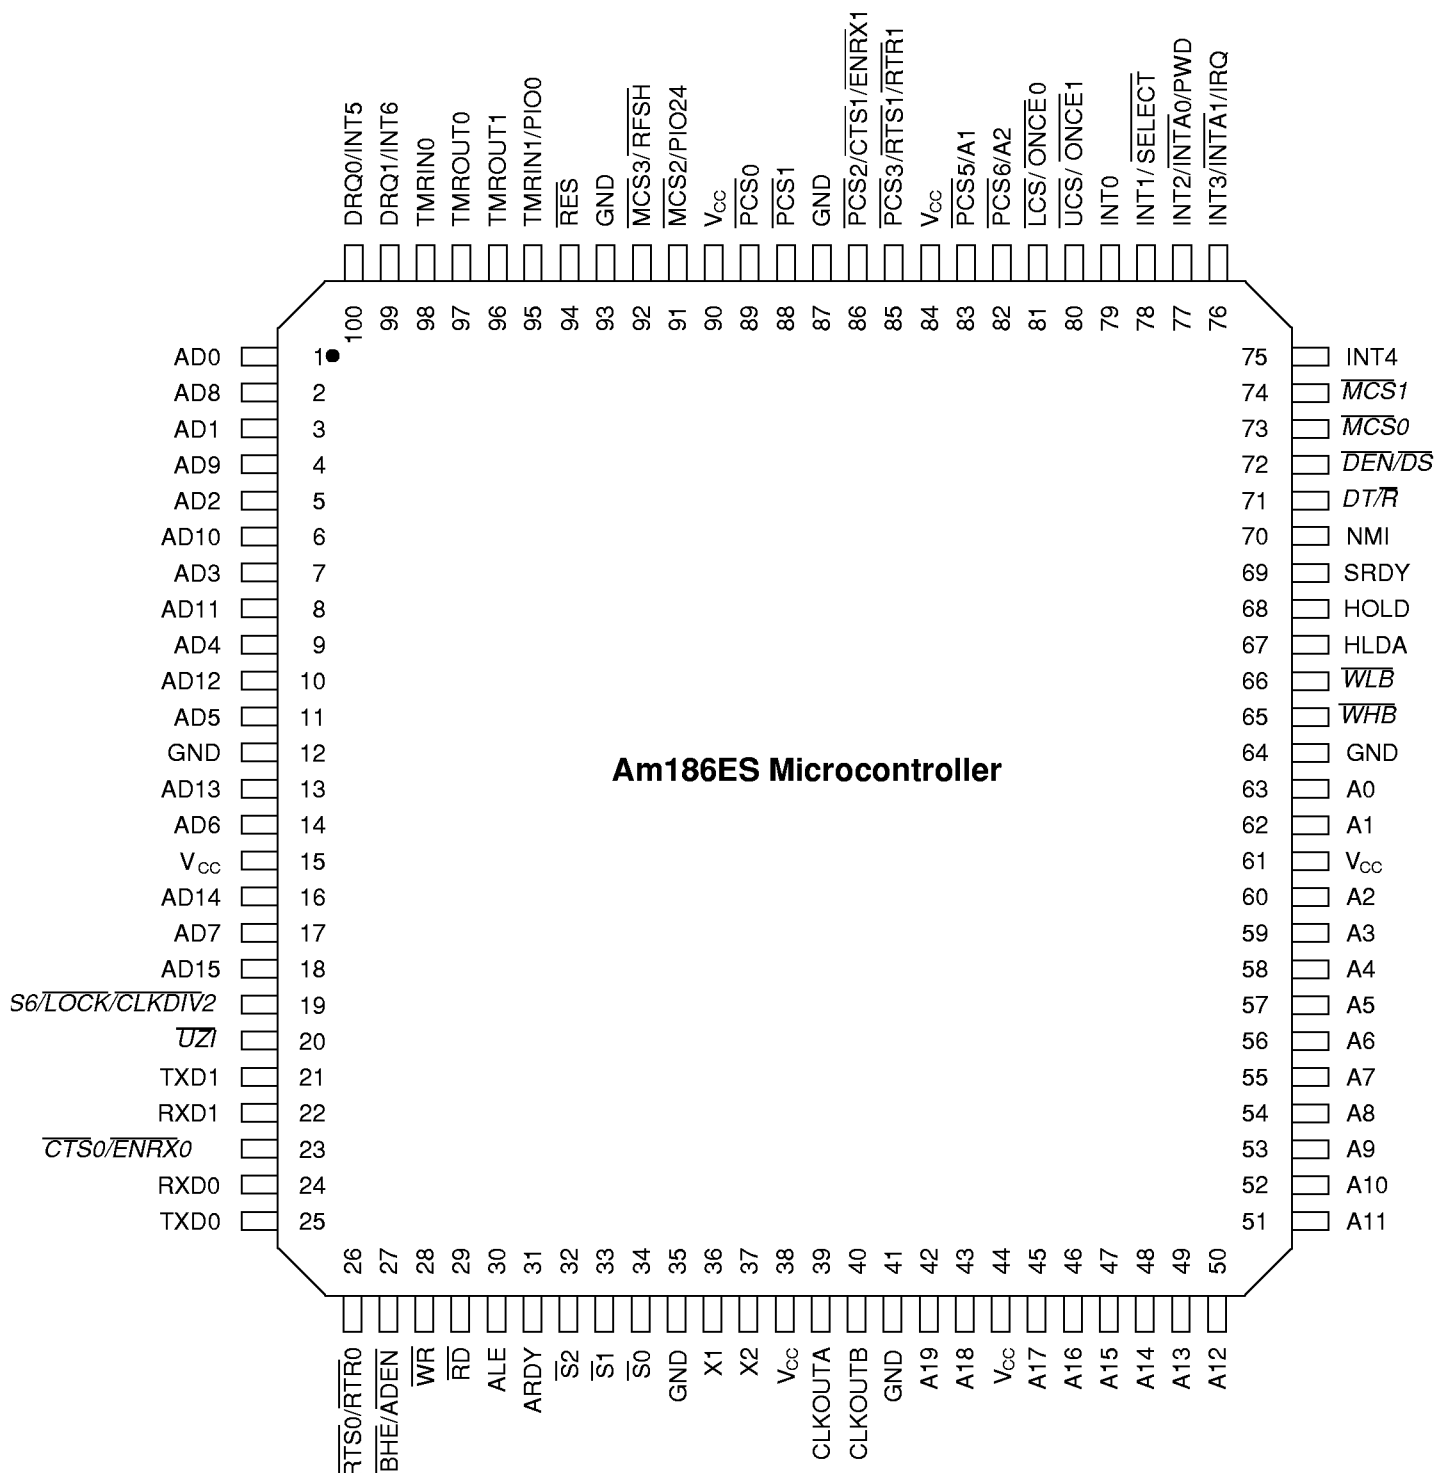 DRQ0/INT5
DRQ1/INT6
TMRIN0
TMROUT0
TMROUT1
TMRIN1/PIO0
RES
GND
MCS3/RFSH
MCS2/PIO24
VCC
PCS0
PCS1
GND
PCS2/CTS1/ENRX1
PCS3/RTS1/RTR1
VCC
PCS5/A1
PCS6/A2
LCS/ONCE0
UCS/ONCE1
INT0
INT1/SELECT
INT2/INTA0/PWD
INT3/INTA1/IRQ
100
99
98
97
96
95
94
93
92
91
90
89
88
87
86
85
84
83
82
81
80
79
78
77
76
AD0 1
AD8 2
AD1 3
AD9 4
AD2 5
AD10 6
AD3 7
AD11 8
AD4 9
AD12 10
AD5 11
GND 12
AD13 13
AD6 14
VCC 15
AD14 16
AD7 17
AD15 18
S6/LOCK/CLKDIV2 19
UZI 20
TXD1 21
RXD1 22
CTS0/ENRX0 23
RXD0 24
TXD0 25
Am186ES Microcontroller
75 INT4
74 MCS1
73 MCS0
72 DEN/DS
71 DT/R
70 NMI
69 SRDY
68 HOLD
67 HLDA
66 WLB
65 WHB
64 GND
63 A0
62 A1
61 VCC
60 A2
59 A3
58 A4
57 A5
56 A6
55 A7
54 A8
53 A9
52 A10
51 A11
26
27
28
29
30
31
32
33
34
35
36
37
38
39
40
41
42
43
44
45
46
47
48
49
50
RTS0/RTR0
BHE/ADEN
WR
RD
ALE
ARDY
S2
S1
S0
GND
X1
X2
VCC
CLKOUTA
CLKOUTB
GND
A19
A18
VCC
A17
A16
A15
A14
A13
A12